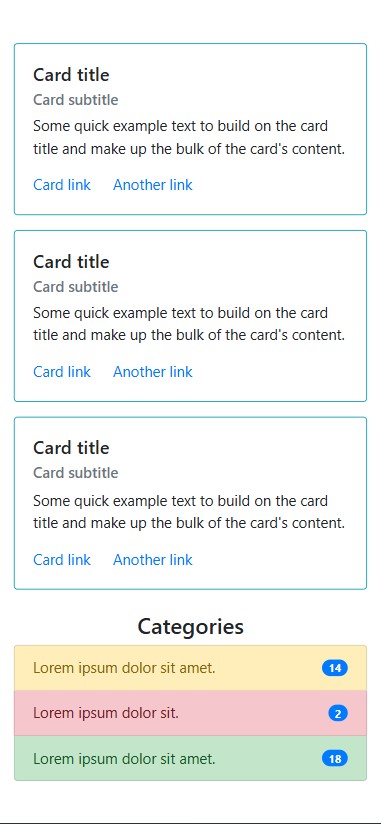 Card title
Card subtitle
Some quick example text to build on the card
title and make up the bulk of the card's content.
Card link Another link
Card title
Card subtitle
Some quick example text to build on the card
title and make up the bulk of the card's content.
Card link Another link
Card title
Card subtitle
Some quick example text to build on the card
title and make up the bulk of the card's content.
Card link Another link
Categories
Lorem ipsum dolor sit amet. 14
Lorem ipsum dolor sit. 2
Lorem ipsum dolor sit amet. 18